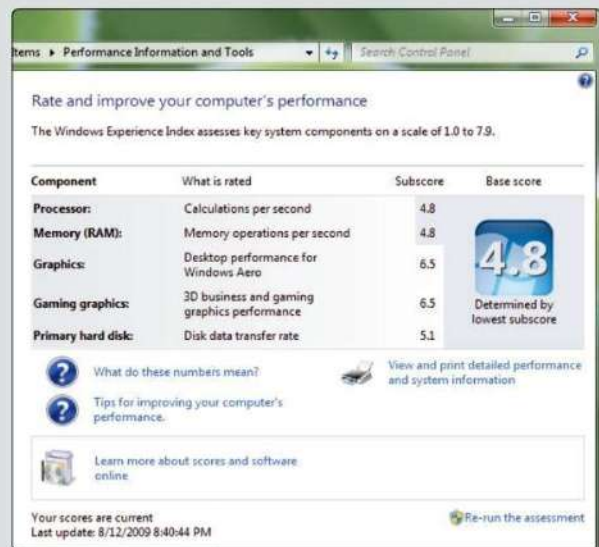 Items ▸ Performance Information and Tools Search Control Panel
Rate and improve your computer's performance
The Windows Experience Index assesses key system components on a scale of 1.0 to 7.9.
Component What is rated Subscore Base score
Processor: Calculations per second 4.8
Memory (RAM): Memory operations per second 4.8
Graphics: Desktop performance for Windows Aero 6.5
4.8
Gaming graphics: 3D business and gaming graphics performance 6.5
Determined by lowest subscore
Primary hard disk: Disk data transfer rate 5.1
What do these numbers mean?
View and print detailed performance and system information
Tips for improving your computer's performance.
Learn more about scores and software online
Your scores are current
Last update: 8/12/2009 8:40:44 PM
Re-run the assessment